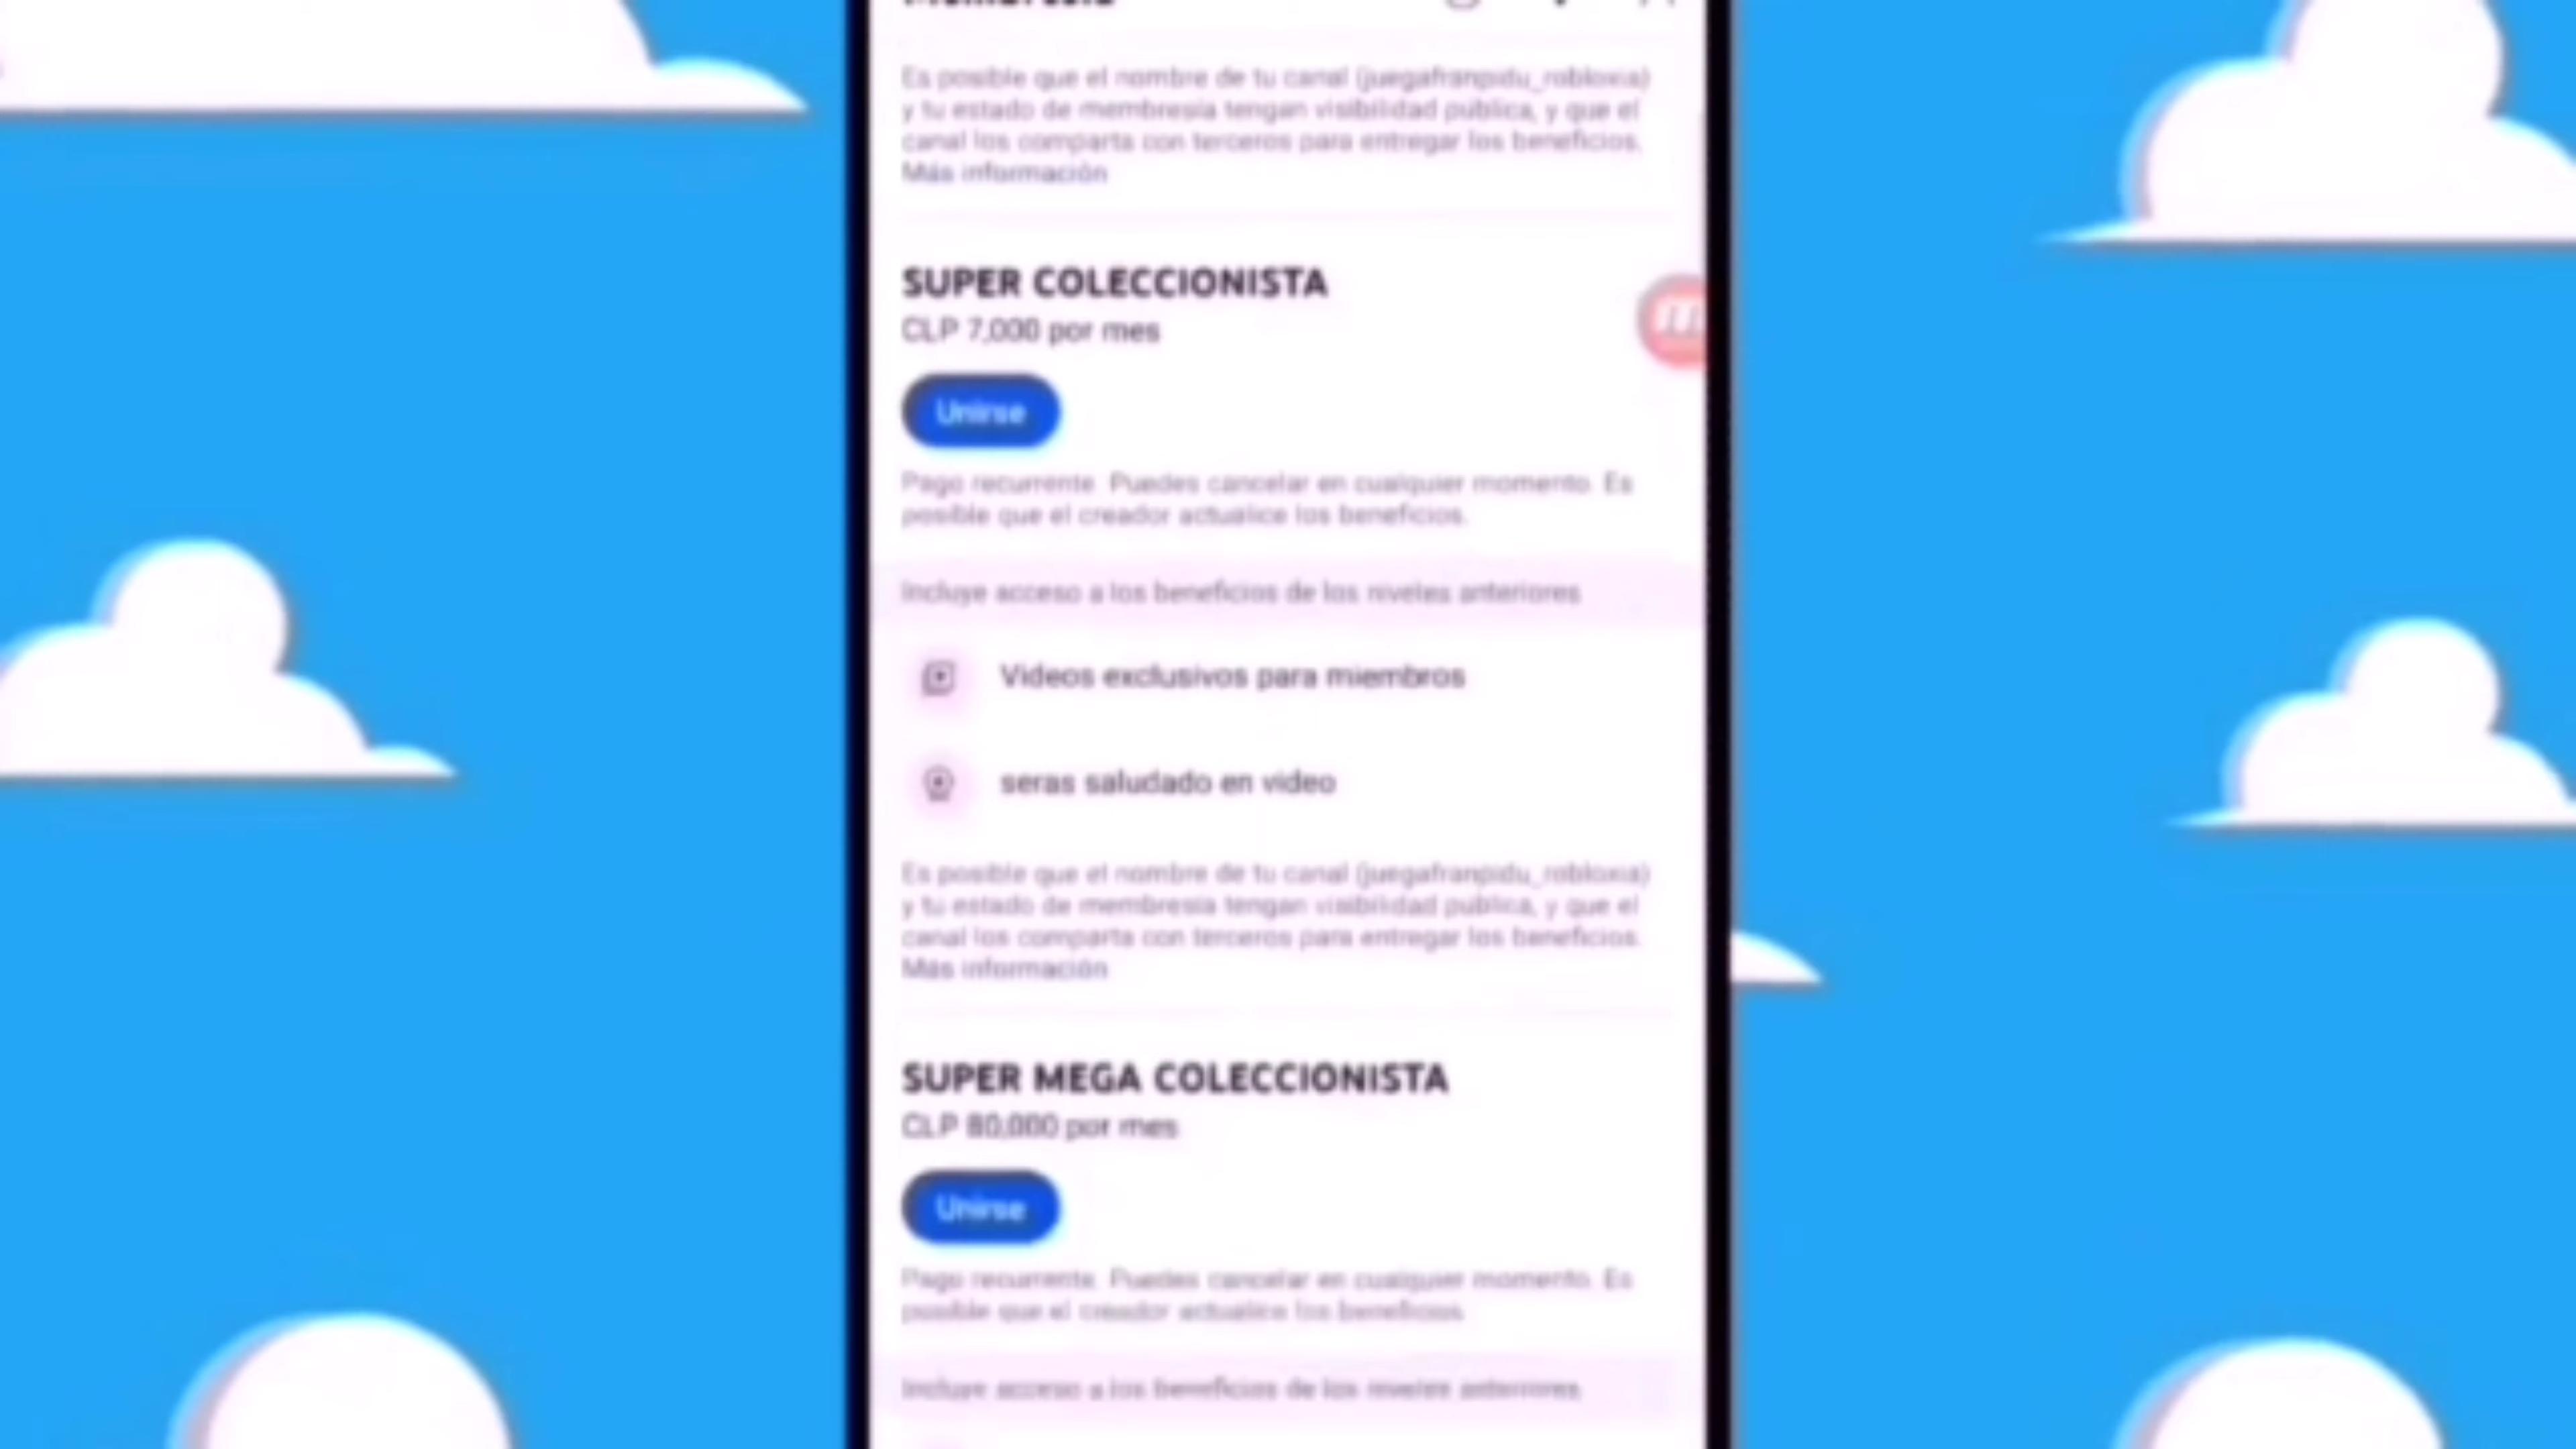 Es posible que el nombre de tu canal (juegafranpidu_robloxia)
y tu estado de membresía tengan visibilidad pública, y que el
canal los comparta con terceros para entregar los beneficios.
Más información
SUPER COLECCIONISTA
CLP 7,000 por mes
Unirse
Pago recurrente. Puedes cancelar en cualquier momento. Es
posible que el creador actualice los beneficios.
Incluye acceso a los beneficios de los niveles anteriores
Videos exclusivos para miembros
seras saludado en video
Es posible que el nombre de tu canal (juegafranpidu_robloxia)
y tu estado de membresía tengan visibilidad pública, y que el
canal los comparta con terceros para entregar los beneficios.
Más información
SUPER MEGA COLECCIONISTA
CLP 80,000 por mes
Unirse
Pago recurrente. Puedes cancelar en cualquier momento. Es
posible que el creador actualice los beneficios.
Incluye acceso a los beneficios de los niveles anteriores